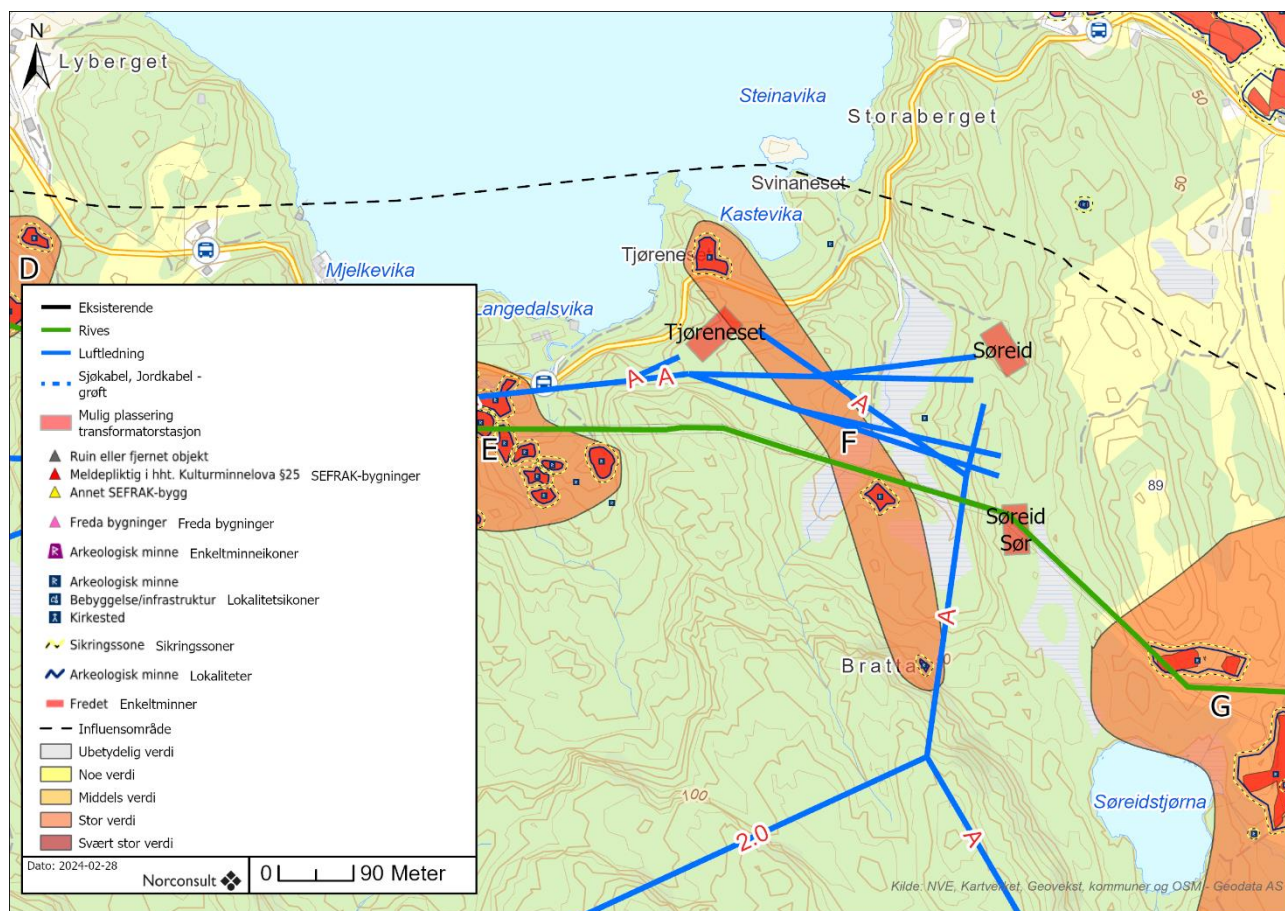 N
Lyberget
Steinavika
Storaberget
50
50
Svinaneset
Kastevika
Tjøreneset
D
Mjelkevika
Langedalsvika
Tjøreneset
Søreid
A
A
A
E
F
89
Søreid
Sør
A
Bratta
G
100
2.0
A
Søreidstjørna
Eksisterende
Rives
Luftledning
Sjøkabel, Jordkabel -
grøft
Mulig plassering
transformatorstasjon
Ruin eller fjernet objekt
Meldepliktig i hht. Kulturminnelova §25 SEFRAK-bygninger
Annet SEFRAK-bygg
Freda bygninger Freda bygninger
Arkeologisk minne Enkeltminneikoner
Arkeologisk minne
Bebyggelse/infrastruktur Lokalitetsikoner
Kirkested
Sikringssone Sikringssoner
Arkeologisk minne Lokaliteter
Fredet Enkeltminner
Influensområde
Ubetydelig verdi
Noe verdi
Middels verdi
Stor verdi
Svært stor verdi
Dato: 2024-02-28
Norconsult
0 90 Meter
Kilde: NVE, Kartverket, Geovekst, kommuner og OSM - Geodata AS